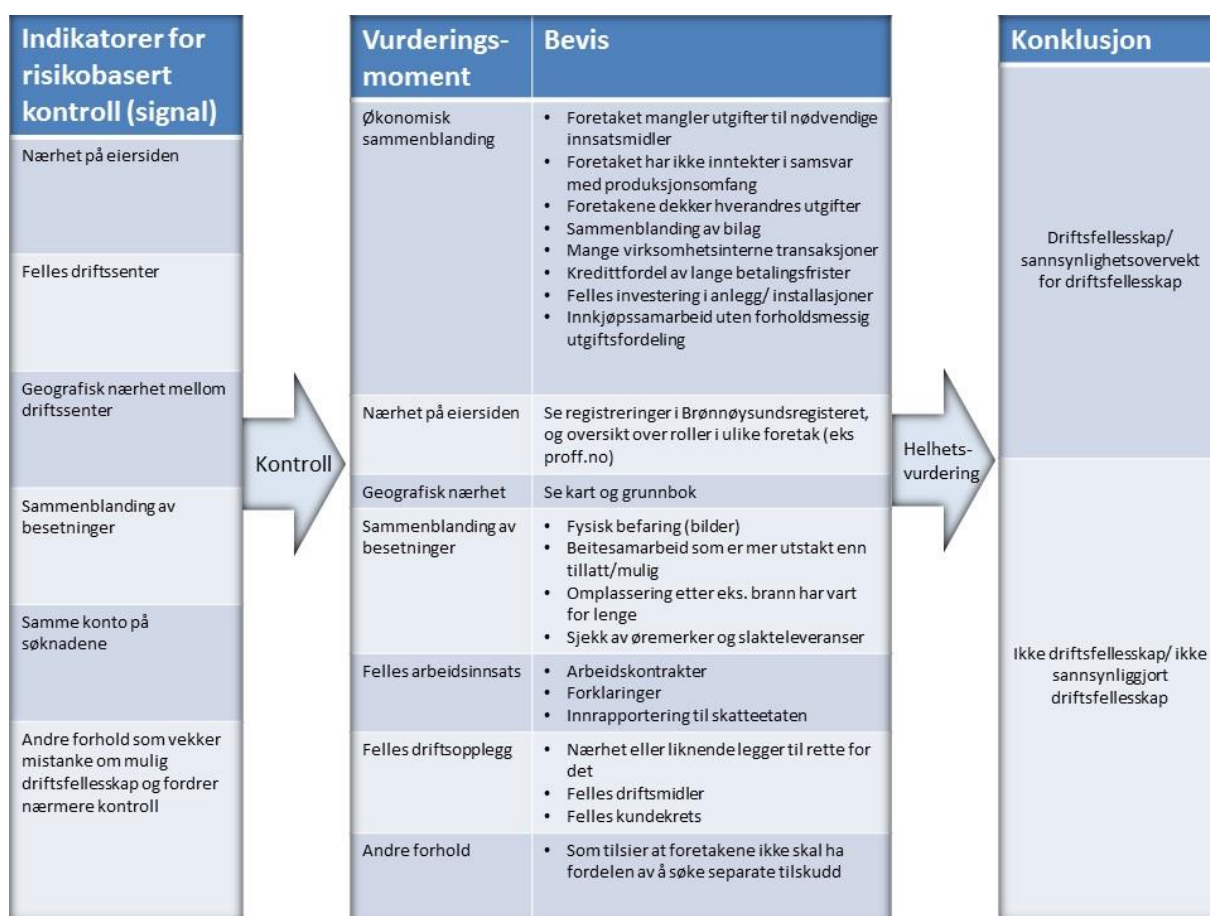 Indikatorer for
risikobasert
kontroll (signal)
Nærhet på eiersiden
Felles driftssenter
Geografisk nærhet mellom
driftssenter
Sammenblanding av
besetninger
Samme konto på
søknadene
Andre forhold som vekker
mistanke om mulig
driftsfellesskap og fordrer
nærmere kontroll
Kontroll
Vurderings-
moment
Bevis
Økonomisk
sammenblanding
• Foretaket mangler utgifter til nødvendige
innsatsmidler
• Foretaket har ikke inntekter i samsvar
med produksjonsomfang
• Foretakene dekker hverandres utgifter
• Sammenblanding av bilag
• Mange virksomhetsinterne transaksjoner
• Kredittfordel av lange betalingsfrister
• Felles investering i anlegg/ installasjoner
• Innkjøpssamarbeid uten forholdsmessig
utgiftsfordeling
Nærhet på eiersiden
Se registreringer i Brønnøysundsregisteret,
og oversikt over roller i ulike foretak (eks
proff.no)
Geografisk nærhet
Se kart og grunnbok
Sammenblanding av
besetninger
• Fysisk befaring (bilder)
• Beitesamarbeid som er mer utstakt enn
tillatt/mulig
• Omplassering etter eks. brann har vart
for lenge
• Sjekk av øremerker og slakteleveranser
Felles arbeidsinnsats
• Arbeidskontrakter
• Forklaringer
• Innrapportering til skatteetaten
Felles driftsopplegg
• Nærhet eller liknende legger til rette for
det
• Felles driftsmidler
• Felles kundekrets
Andre forhold
• Som tilsier at foretakene ikke skal ha
fordelen av å søke separate tilskudd
Helhets-
vurdering
Konklusjon
Driftsfellesskap/
sannsynlighetsovervekt
for driftsfellesskap
Ikke driftsfellesskap/ ikke
sannsynliggjort
driftsfellesskap